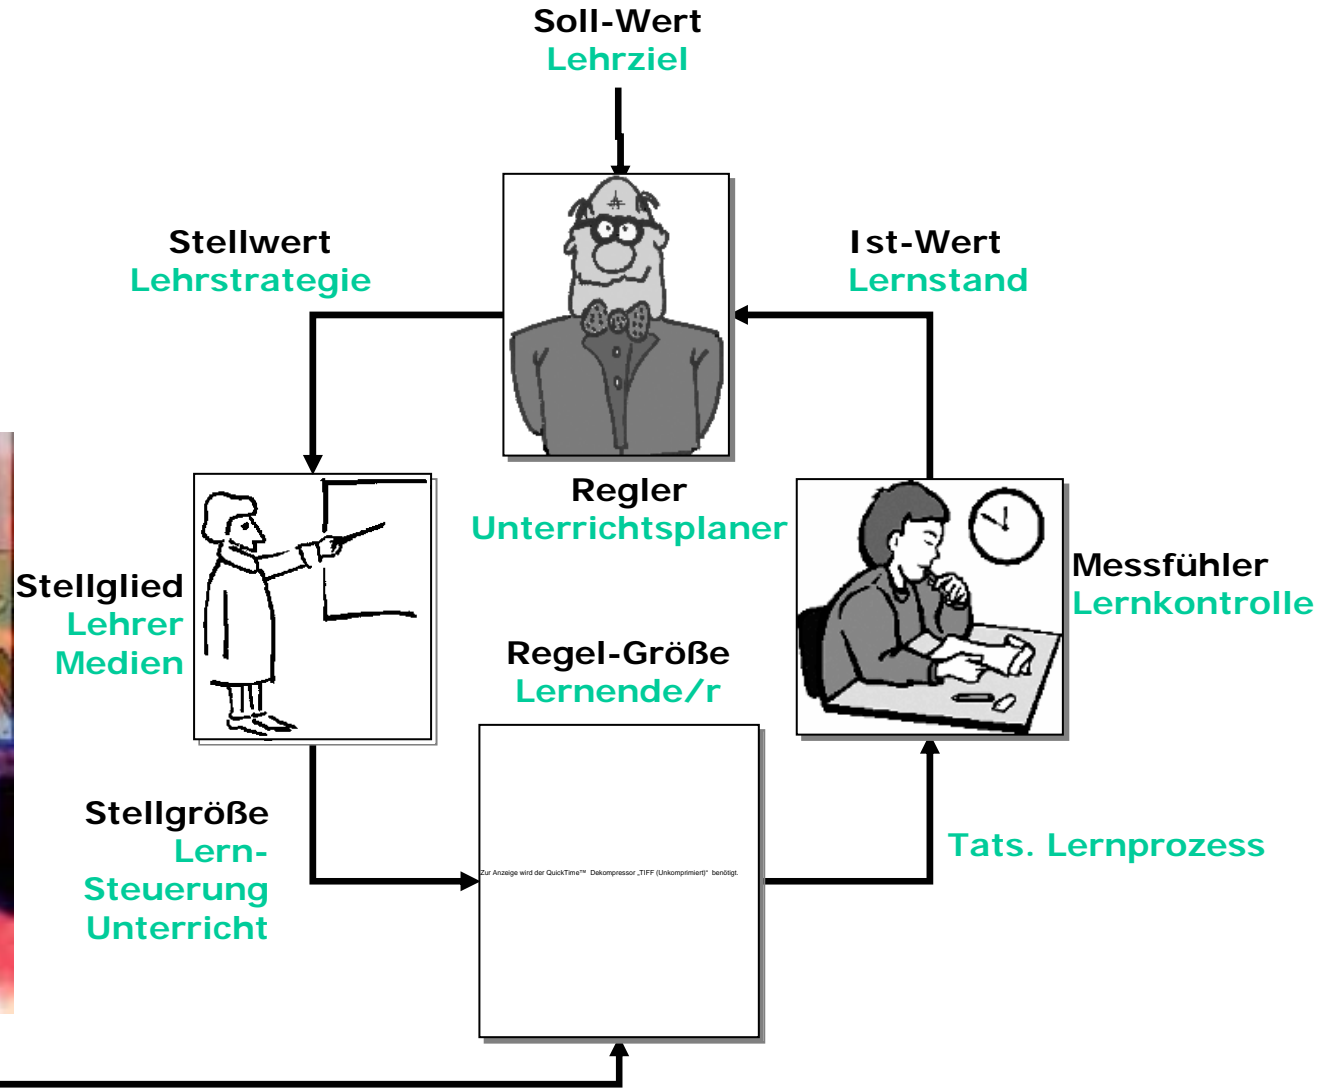 Soll-Wert
Lehrziel
Stellwert
Lehrstrategie
Ist-Wert
Lernstand
Regler
Unterrichtsplaner
Stellglied
Lehrer
Medien
Messfühler
Lernkontrolle
Regel-Größe
Lernende/r
Stellgröße
Lern-
Steuerung
Unterricht
Zur Anzeige wird der QuickTime™ Dekompressor „TIFF (Unkomprimiert)“ benötigt.
Tats. Lernprozess